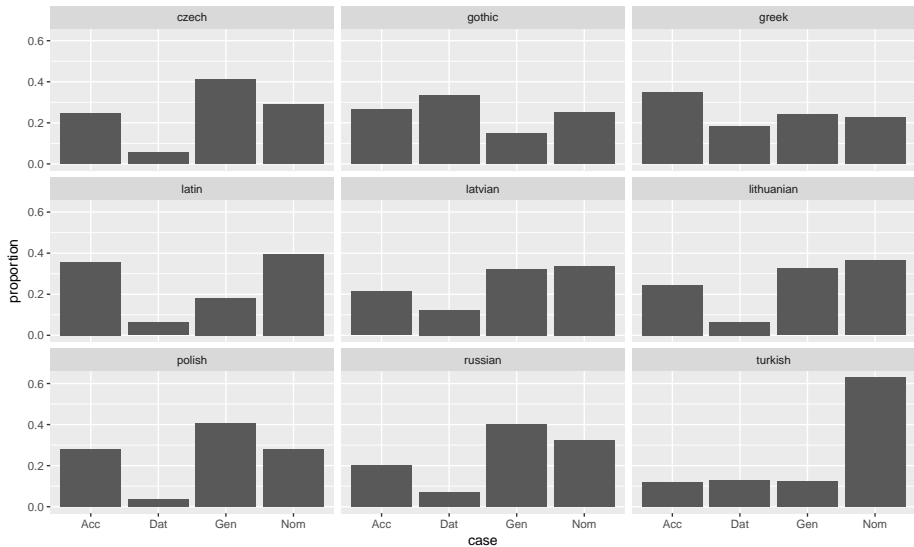 czech gothic greek
0.6
0.4
0.2
0.0
latin latvian lithuanian
0.6
0.4
0.2
0.0
proportion
polish russian turkish
0.6
0.4
0.2
0.0
Acc Dat Gen Nom Acc Dat Gen Nom Acc Dat Gen Nom
case